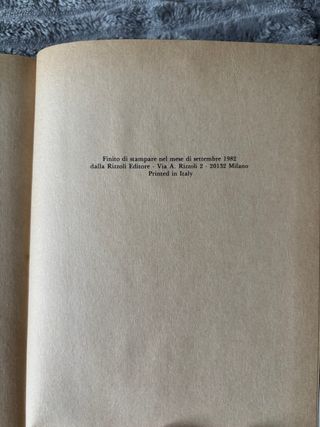 Finito di stampare nel mese di settembre 1982
dalla Rizzoli Editore - Via A. Rizzoli 2 - 20132 Milano
Printed in Italy